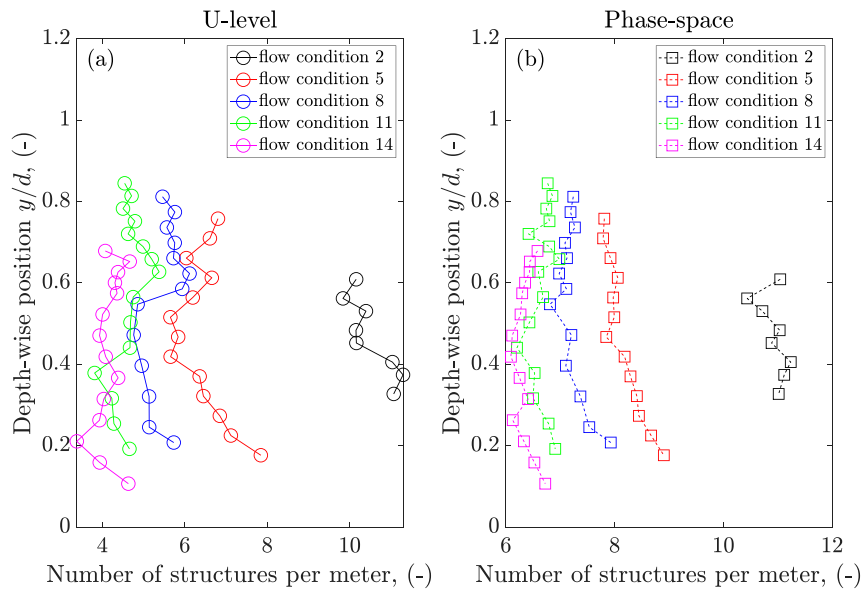 U-level
(a)
flow condition 2
flow condition 5
flow condition 8
flow condition 11
flow condition 14
1.2
1
0.8
0.6
0.4
0.2
0
4 6 8 10
Depth-wise position y/d, (-)
Number of structures per meter, (-)
Phase-space
(b)
flow condition 2
flow condition 5
flow condition 8
flow condition 11
flow condition 14
1.2
1
0.8
0.6
0.4
0.2
0
6 8 10 12
Depth-wise position y/d, (-)
Number of structures per meter, (-)